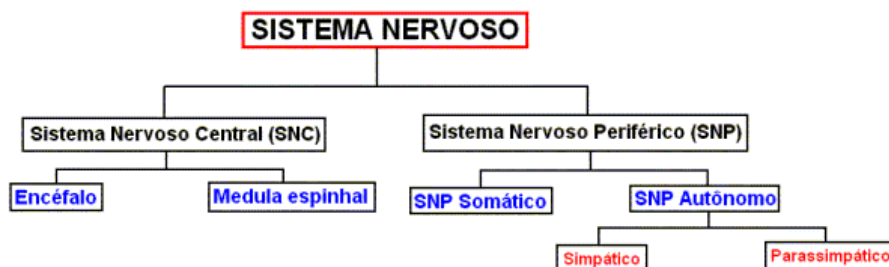 SISTEMA NERVOSO
Sistema Nervoso Central (SNC)
Sistema Nervoso Periférico (SNP)
Encéfalo
Medula espinhal
SNP Somático
SNP Autônomo
Simpático
Parassimpático